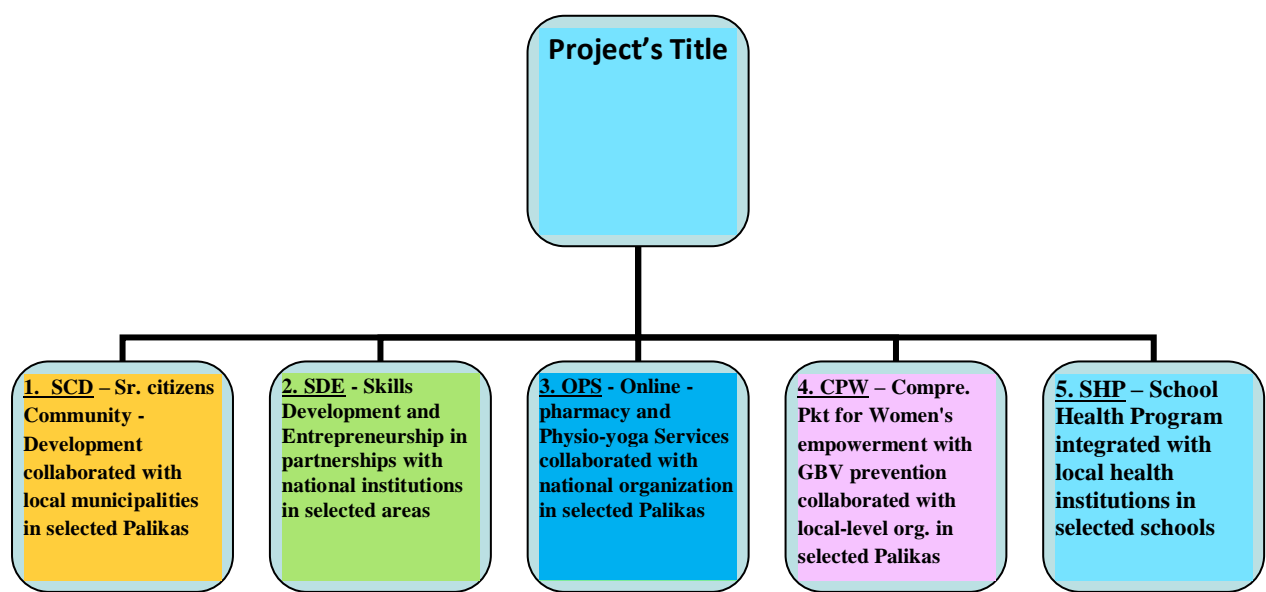 Project’s Title
1. SCD – Sr. citizens
Community -
Development
collaborated with
local municipalities
in selected Palikas
2. SDE - Skills
Development and
Entrepreneurship in
partnerships with
national institutions
in selected areas
3. OPS - Online -
pharmacy and
Physio-yoga Services
collaborated with
national organization
in selected Palikas
4. CPW – Compre.
Pkt for Women's
empowerment with
GBV prevention
collaborated with
local-level org. in
selected Palikas
5. SHP – School
Health Program
integrated with
local health
institutions in
selected schools